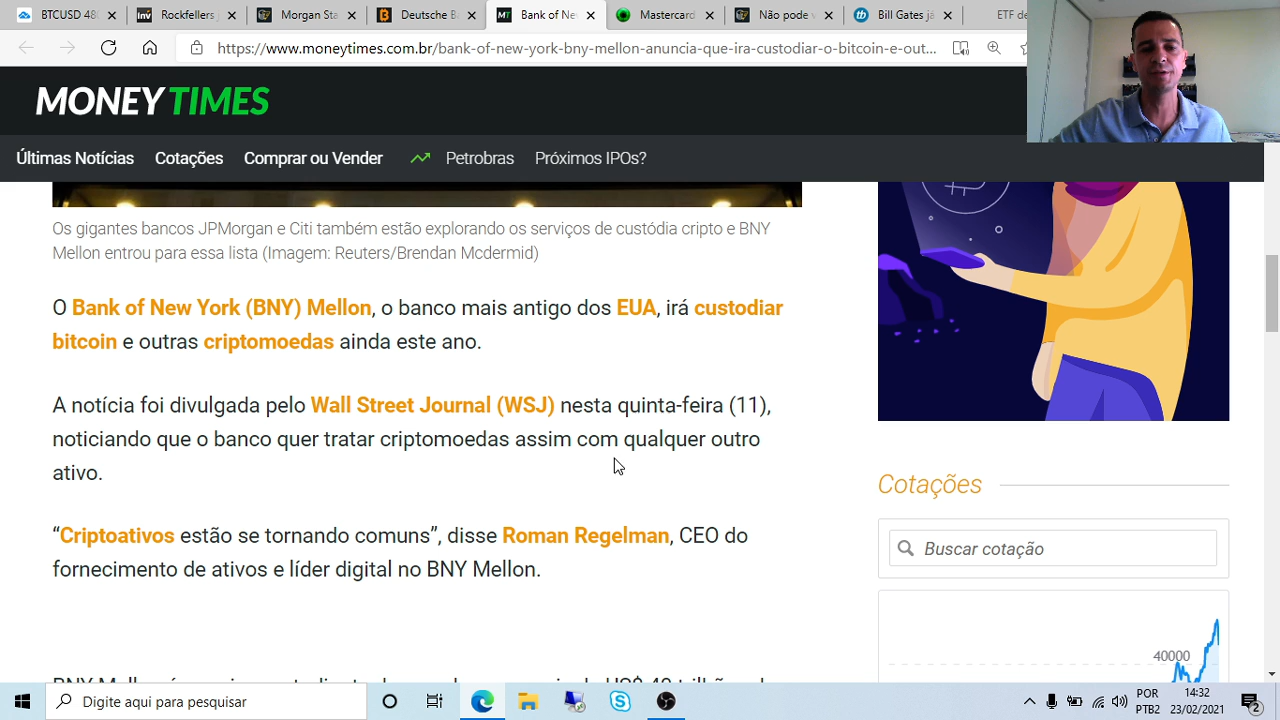 BTCUSD 480
Rockfellers
Morgan Sta
Deutsche B
Bank of Ne
Mastercard
Não pode v
Bill Gates j
ETF de
https://www.moneytimes.com.br/bank-of-new-york-bny-mellon-anuncia-que-ira-custodiar-o-bitcoin-e-out...
MONEY TIMES
Últimas Notícias Cotações Comprar ou Vender Petrobras Próximos IPOs?
Os gigantes bancos JPMorgan e Citi também estão explorando os serviços de custódia cripto e BNY
Mellon entrou para essa lista (Imagem: Reuters/Brendan Mcdermid)
O Bank of New York (BNY) Mellon, o banco mais antigo dos EUA, irá custodiar
bitcoin e outras criptomoedas ainda este ano.
A notícia foi divulgada pelo Wall Street Journal (WSJ) nesta quinta-feira (11),
noticiando que o banco quer tratar criptomoedas assim com qualquer outro
ativo.
“Criptoativos estão se tornando comuns”, disse Roman Regelman, CEO do
fornecimento de ativos e líder digital no BNY Mellon.
Cotações
Buscar cotação
40000
Digite aqui para pesquisar
POR
PTB2
14:32
23/02/2021
2